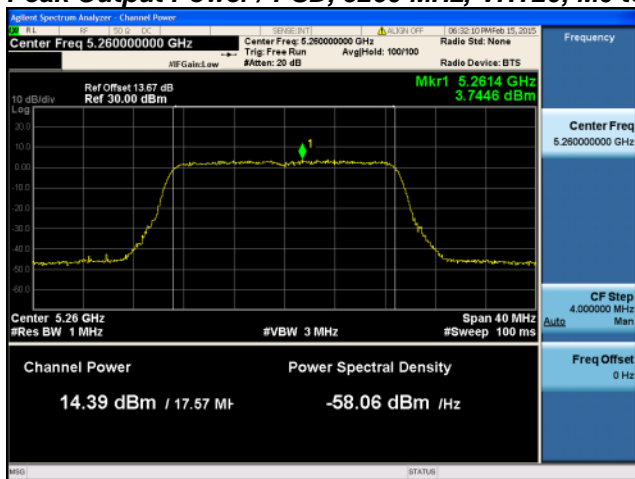 Agilent Spectrum Analyzer - Channel Power
RL RF 50 Ω DC SENSE:INT ALIGN OFF 06:32:10 PM Feb 15, 2015
Center Freq 5.260000000 GHz
Center Freq: 5.260000000 GHz
Radio Std: None
Trig: Free Run Avg|Hold: 100/100
#IFGain:Low #Atten: 20 dB Radio Device: BTS
Frequency
Mkr1 5.2614 GHz
3.7446 dBm
Ref Offset 13.67 dB
10 dB/div Ref 30.00 dBm
Log
20.0
10.0
0.00
-10.0
-20.0
-30.0
-40.0
-50.0
-60.0
1
Center 5.26 GHz Span 40 MHz
#Res BW 1 MHz #VBW 3 MHz #Sweep 100 ms
Center Freq
5.260000000 GHz
CF Step
4.000000 MHz
Auto Man
Freq Offset
0 Hz
Channel Power
Power Spectral Density
14.39 dBm / 17.57 MH
-58.06 dBm /Hz
MSG STATUS